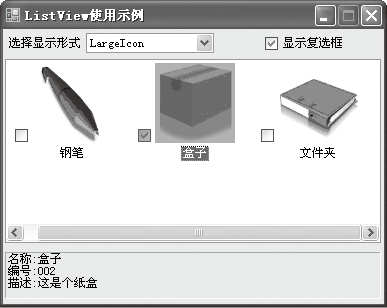 ListView使用示例
选择显示形式 LargeIcon 显示复选框
钢笔 盒子 文件夹
名称:盒子
编号:002
描述:这是个纸盒